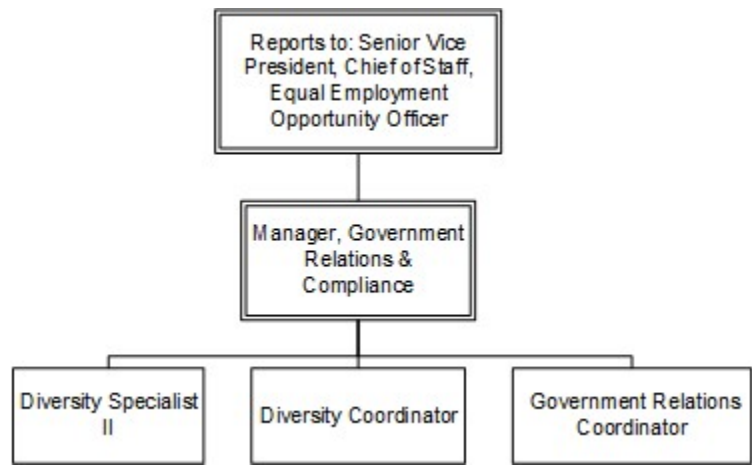 Reports to: Senior Vice
President, Chief of Staff,
Equal Employment
Opportunity Officer
Manager, Government
Relations &
Compliance
Diversity Specialist
II
Diversity Coordinator
Government Relations
Coordinator